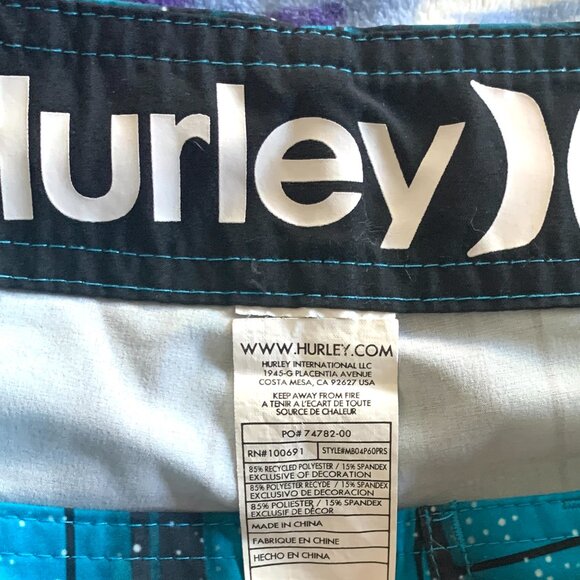 Hurley)(
WWW.HURLEY.COM
HURLEY INTERNATIONAL LLC
1945-G PLACENTIA AVENUE
COSTA MESA, CA 92627 USA
KEEP AWAY FROM FIRE
A TENIR A L'ECART DE TOUTE
SOURCE DE CHALEUR
PO# 74782-00
RN#100691 STYLE#MB04P60PRS
85% RECYCLED POLYESTER / 15% SPANDEX
EXCLUSIVE OF DECORATION
85% POLYESTER RECYDE / 15% SPANDEX
EXCLUSION DE DECORATION
85% POLIESTER / 15% SPANDEX
EXCLUSIF DE DÉCOR
MADE IN CHINA
FABRIQUE EN CHINE
HECHO EN CHINA